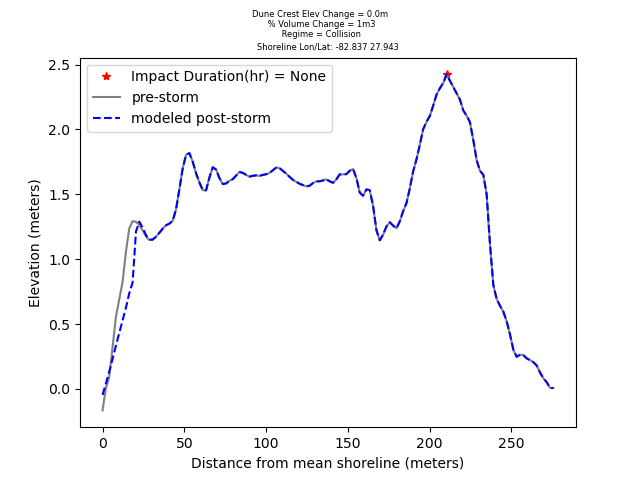 Dune Crest Elev Change = 0.0m
% Volume Change = 1m3
Regime = Collision
Shoreline Lon/Lat: -82.837 27.943
Impact Duration(hr) = None
pre-storm
modeled post-storm
2.5
2.0
1.5
1.0
0.5
0.0
Elevation (meters)
0 50 100 150 200 250
Distance from mean shoreline (meters)